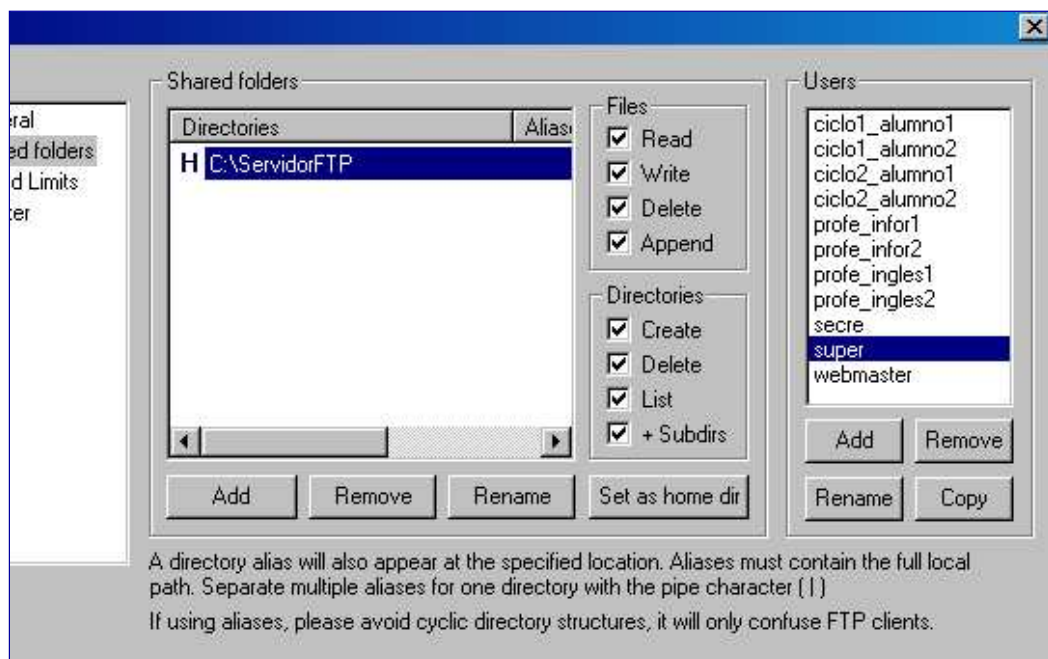 Shared folders
Users
Directories
Files
ciclo1_alumno1
Read
ed folders
C:\ServidorFTP
ciclo1_alumno2
d Limits
Write
ciclo2_alumno1
Delete
ciclo2_alumno2
Append
profe_infor1
profe_infor2
Directories
profe_ingles1
Create
profe_ingles2
Delete
secre
List
super
+ Subdirs
webmaster
Add
Remove
Rename
Set as home dir
Add
Remove
Rename
Copy
A directory alias will also appear at the specified location. Aliases must contain the full local
path. Separate multiple aliases for one directory with the pipe character ( | )
If using aliases, please avoid cyclic directory structures, it will only confuse FTP clients.